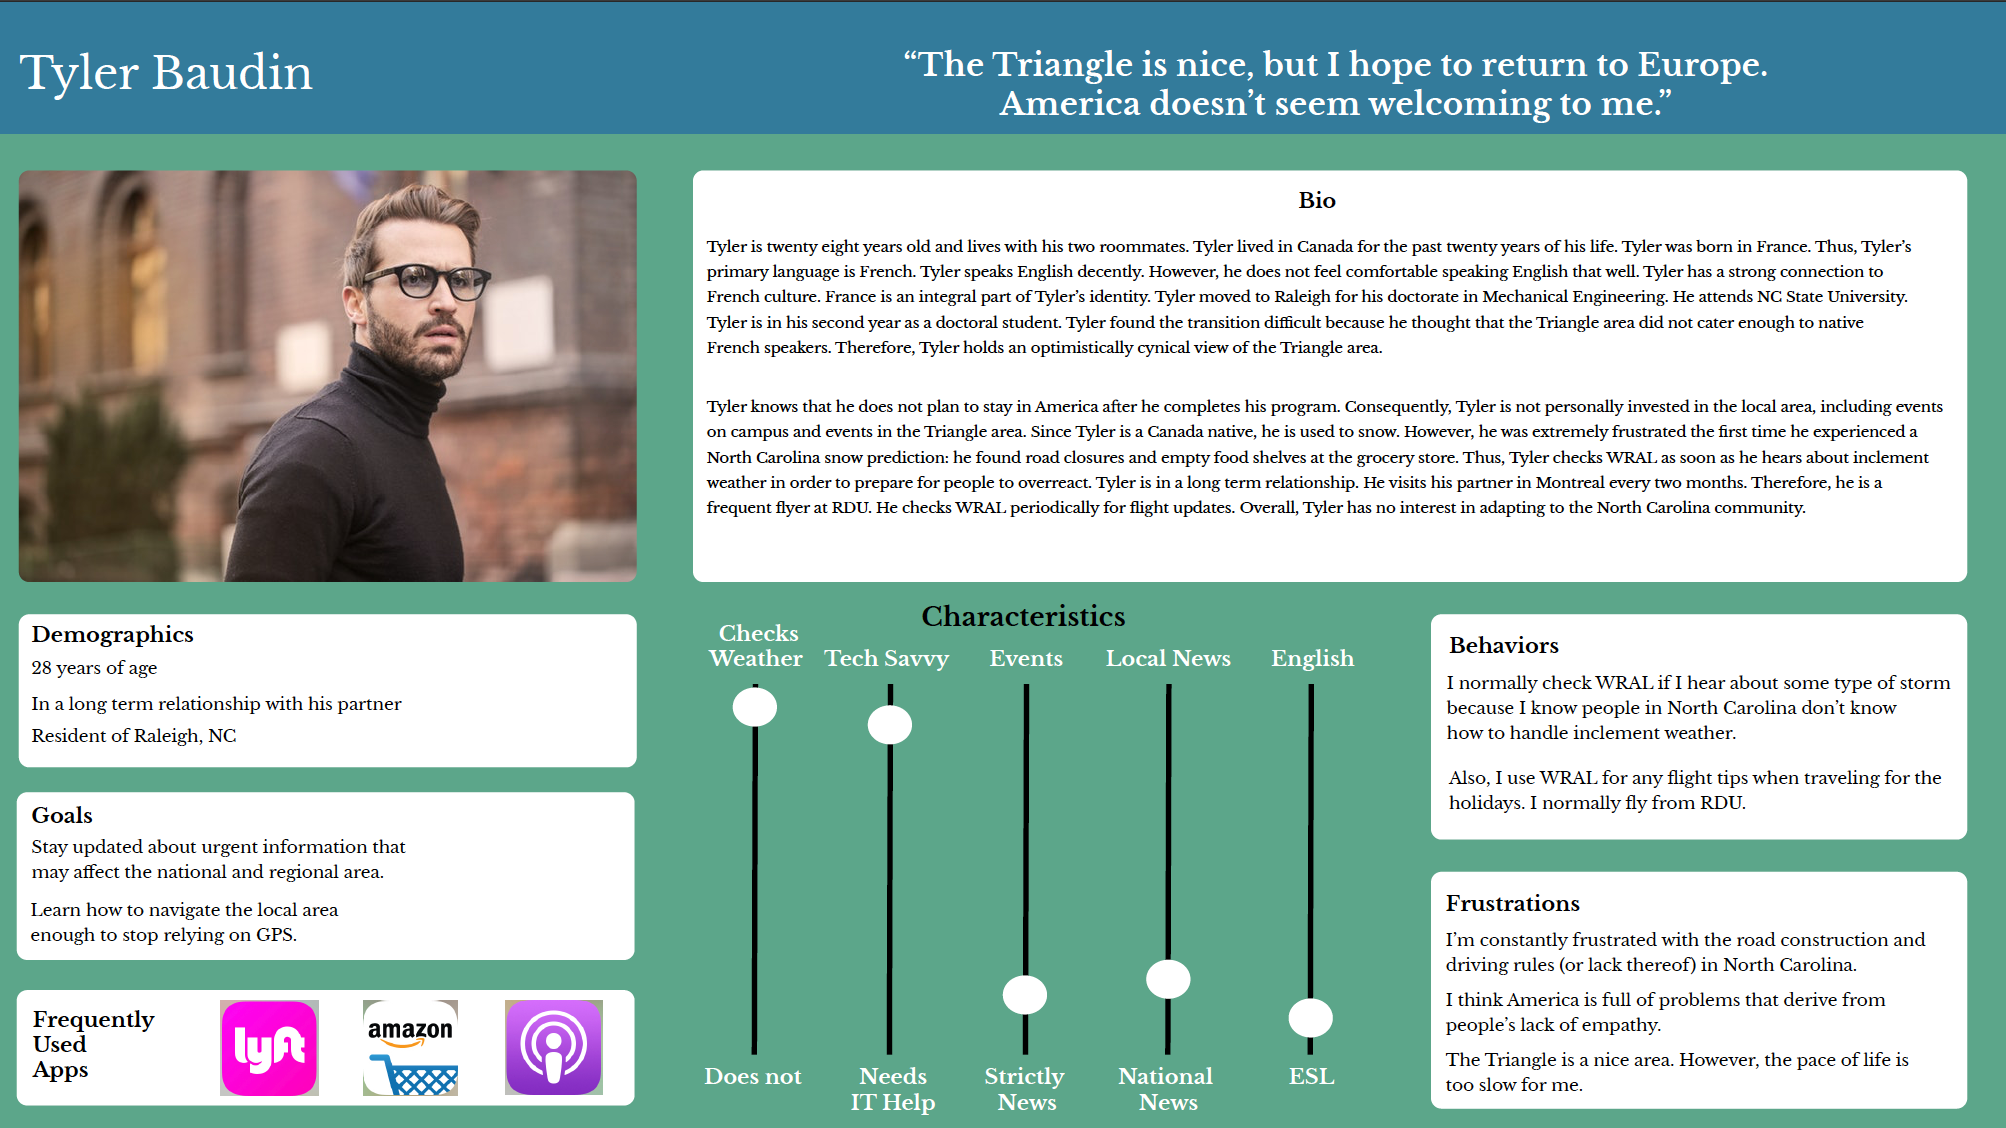 Tyler Baudin
“The Triangle is nice, but I hope to return to Europe.
America doesn’t seem welcoming to me.”
Bio
Tyler is twenty eight years old and lives with his two roommates. Tyler lived in Canada for the past twenty years of his life. Tyler was born in France. Thus, Tyler’s
primary language is French. Tyler speaks English decently. However, he does not feel comfortable speaking English that well. Tyler has a strong connection to
French culture. France is an integral part of Tyler’s identity. Tyler moved to Raleigh for his doctorate in Mechanical Engineering. He attends NC State University.
Tyler is in his second year as a doctoral student. Tyler found the transition difficult because he thought that the Triangle area did not cater enough to native
French speakers. Therefore, Tyler holds an optimistically cynical view of the Triangle area.
Tyler knows that he does not plan to stay in America after he completes his program. Consequently, Tyler is not personally invested in the local area, including events
on campus and events in the Triangle area. Since Tyler is a Canada native, he is used to snow. However, he was extremely frustrated the first time he experienced a
North Carolina snow prediction: he found road closures and empty food shelves at the grocery store. Thus, Tyler checks WRAL as soon as he hears about inclement
weather in order to prepare for people to overreact. Tyler is in a long term relationship. He visits his partner in Montreal every two months. Therefore, he is a
frequent flyer at RDU. He checks WRAL periodically for flight updates. Overall, Tyler has no interest in adapting to the North Carolina community.
Demographics
28 years of age
In a long term relationship with his partner
Resident of Raleigh, NC
Goals
Stay updated about urgent information that
may affect the national and regional area.
Learn how to navigate the local area
enough to stop relying on GPS.
Frequently
Used
Apps
lyft
amazon
Characteristics
Checks
Weather
Tech Savvy
Events
Local News
English
Does not
Needs
IT Help
Strictly
News
National
News
ESL
Behaviors
I normally check WRAL if I hear about some type of storm
because I know people in North Carolina don’t know
how to handle inclement weather.
Also, I use WRAL for any flight tips when traveling for the
holidays. I normally fly from RDU.
Frustrations
I’m constantly frustrated with the road construction and
driving rules (or lack thereof) in North Carolina.
I think America is full of problems that derive from
people’s lack of empathy.
The Triangle is a nice area. However, the pace of life is
too slow for me.